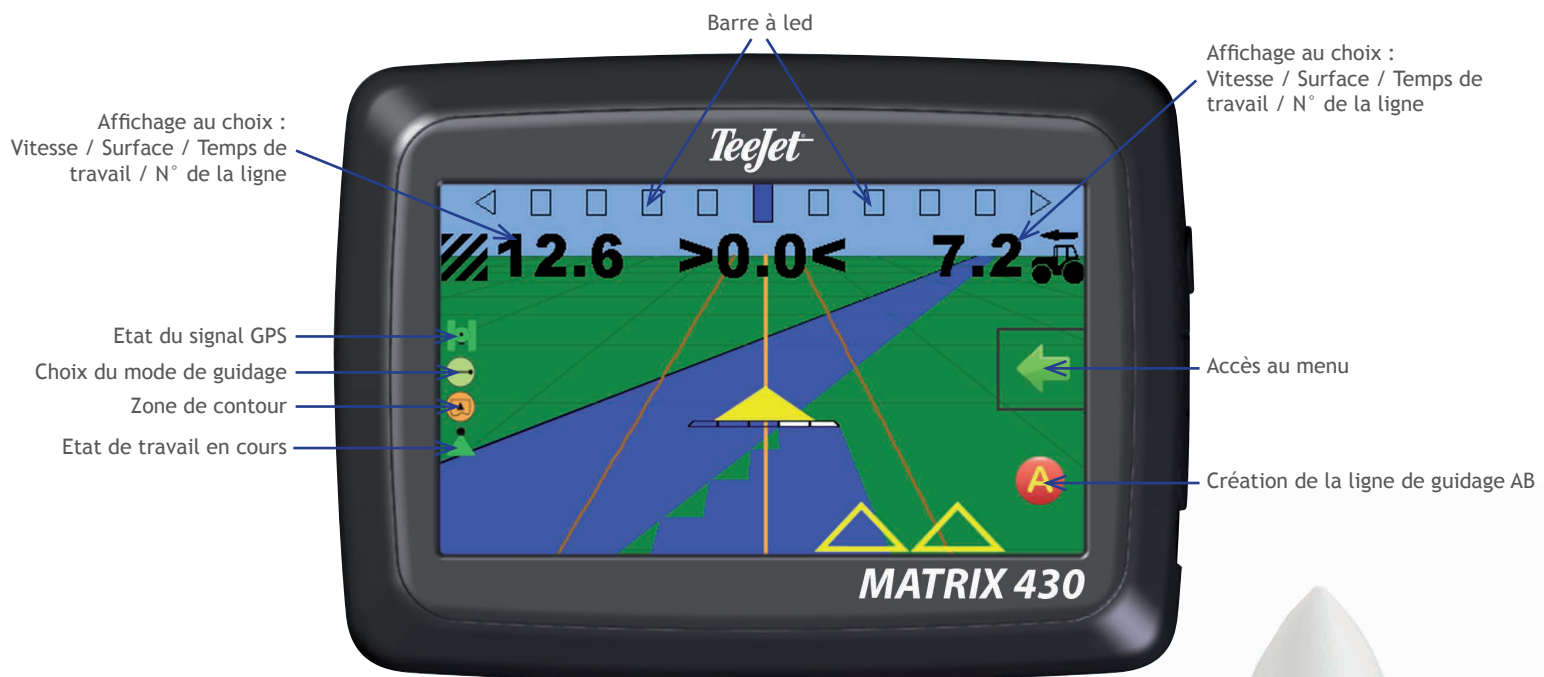 Barre à led
Affichage au choix :
Vitesse / Surface / Temps de
travail / N° de la ligne
Affichage au choix :
Vitesse / Surface / Temps de
travail / N° de la ligne
TeeJet
12.6 >0.0< 7.2
Etat du signal GPS
Choix du mode de guidage
Zone de contour
Etat de travail en cours
Accès au menu
A
Création de la ligne de guidage AB
MATRIX 430